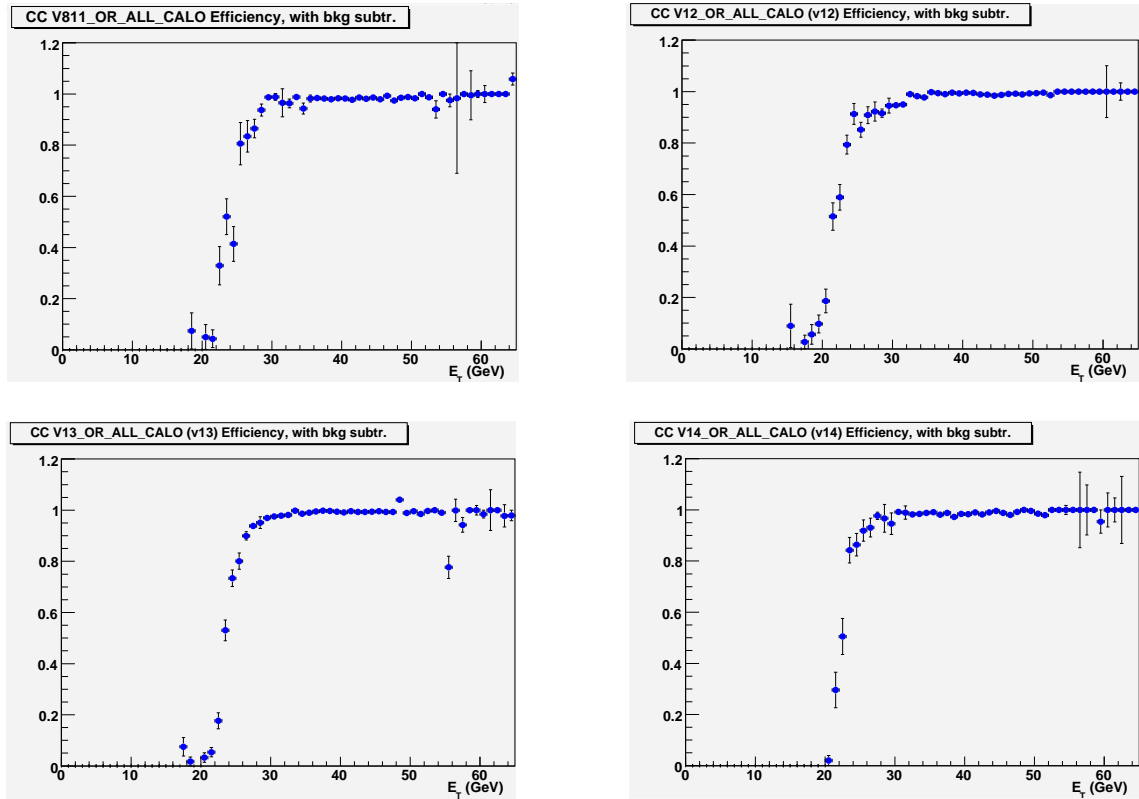 CC V811_OR_ALL_CALO Efficiency, with bkg subtr.
1.2
1
0.8
0.6
0.4
0.2
0
0 10 20 30 40 50 60
E_T (GeV)
CC V12_OR_ALL_CALO (v12) Efficiency, with bkg subtr.
1.2
1
0.8
0.6
0.4
0.2
0
0 10 20 30 40 50 60
E_T (GeV)
CC V13_OR_ALL_CALO (v13) Efficiency, with bkg subtr.
1.2
1
0.8
0.6
0.4
0.2
0
0 10 20 30 40 50 60
E_T (GeV)
CC V14_OR_ALL_CALO (v14) Efficiency, with bkg subtr.
1.2
1
0.8
0.6
0.4
0.2
0
0 10 20 30 40 50 60
E_T (GeV)